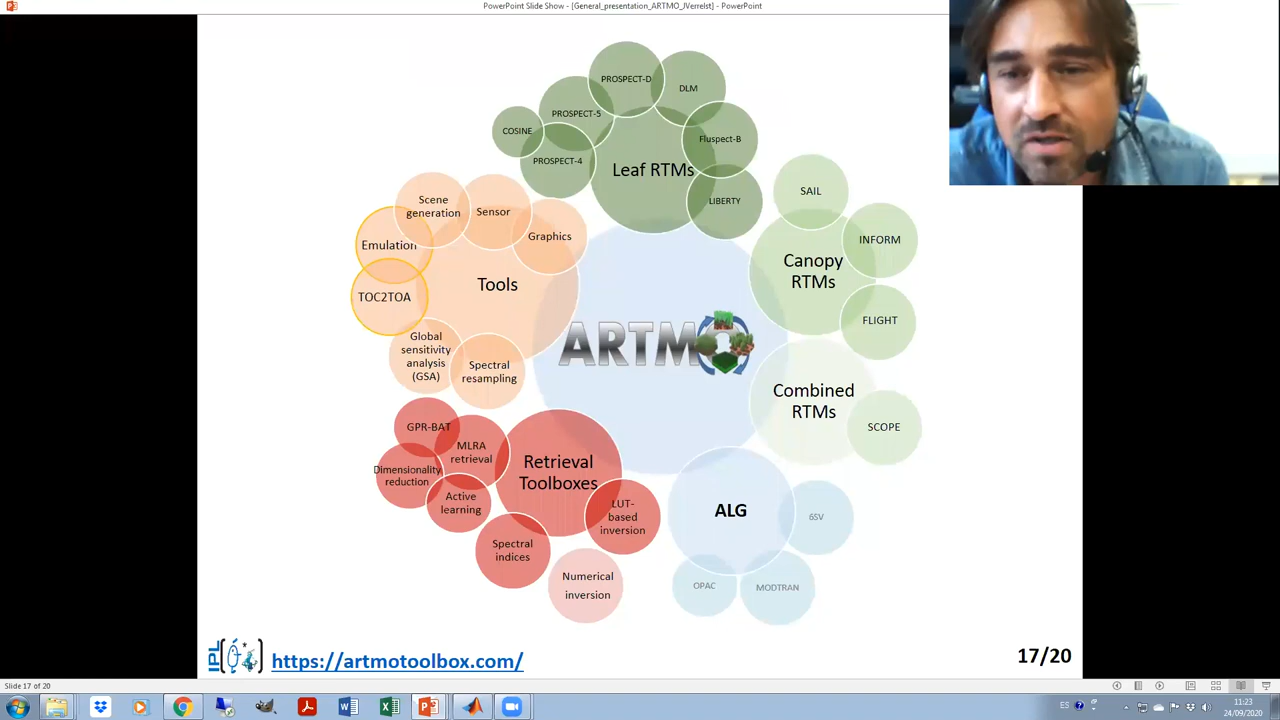 PowerPoint Slide Show - [General_presentation_ARTMO_JVerrelst] - PowerPoint
PROSPECT-D
DLM
PROSPECT-5
COSINE
Fluspect-B
PROSPECT-4
Leaf RTMs
LIBERTY
SAIL
INFORM
Canopy
RTMs
FLIGHT
Scene
generation
Sensor
Graphics
Emulation
Tools
TOC2TOA
Global
sensitivity
analysis
(GSA)
Spectral
resampling
ARTMO
Combined
RTMs
SCOPE
GPR-BAT
MLRA
retrieval
Dimensionality
reduction
Active
learning
Retrieval
Toolboxes
LUT-
based
inversion
Spectral
indices
Numerical
inversion
ALG
6SV
OPAC
MODTRAN
IPL
https://artmotoolbox.com/
17/20
Slide 17 of 20
ES
11:23
24/09/2020